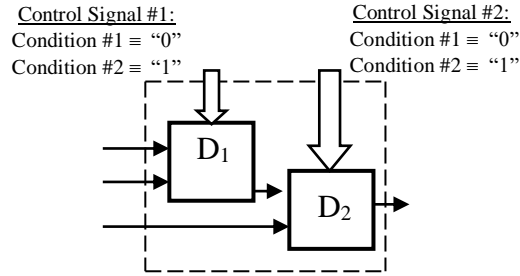 Control Signal #1:
Condition #1 ≡ “0”
Condition #2 ≡ “1”
Control Signal #2:
Condition #1 ≡ “0”
Condition #2 ≡ “1”
D₁
D₂